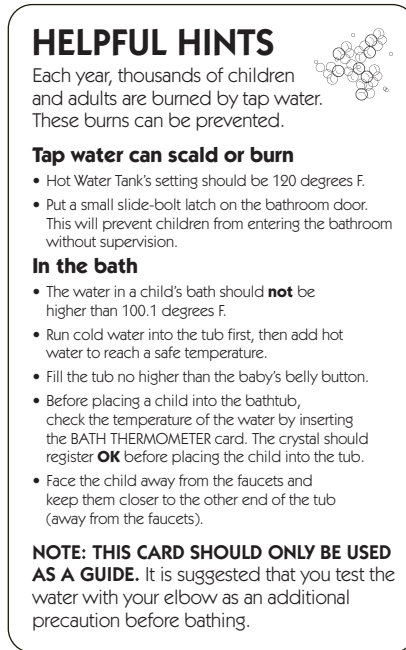 HELPFUL HINTS
Each year, thousands of children
and adults are burned by tap water.
These burns can be prevented.
Tap water can scald or burn
• Hot Water Tank's setting should be 120 degrees F.
• Put a small slide-bolt latch on the bathroom door.
This will prevent children from entering the bathroom
without supervision.
In the bath
• The water in a child's bath should not be
higher than 100.1 degrees F.
• Run cold water into the tub first, then add hot
water to reach a safe temperature.
• Fill the tub no higher than the baby's belly button.
• Before placing a child into the bathtub,
check the temperature of the water by inserting
the BATH THERMOMETER card. The crystal should
register OK before placing the child into the tub.
• Face the child away from the faucets and
keep them closer to the other end of the tub
(away from the faucets).
NOTE: THIS CARD SHOULD ONLY BE USED
AS A GUIDE. It is suggested that you test the
water with your elbow as an additional
precaution before bathing.